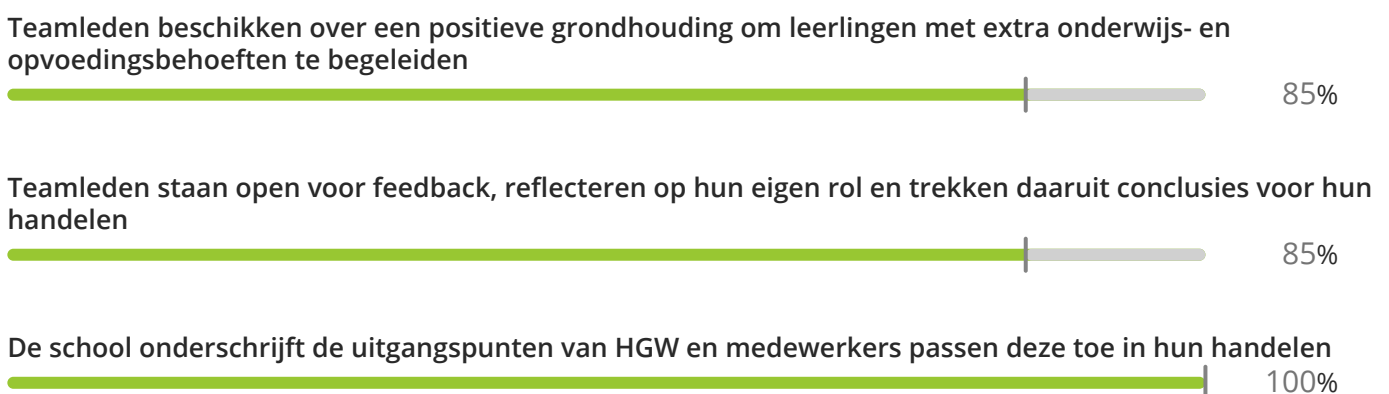 Teamleden beschikken over een positieve grondhouding om leerlingen met extra onderwijs- en
opvoedingsbehoeften te begeleiden
85%
Teamleden staan open voor feedback, reflecteren op hun eigen rol en trekken daaruit conclusies voor hun
handelen
85%
De school onderschrijft de uitgangspunten van HGW en medewerkers passen deze toe in hun handelen
100%